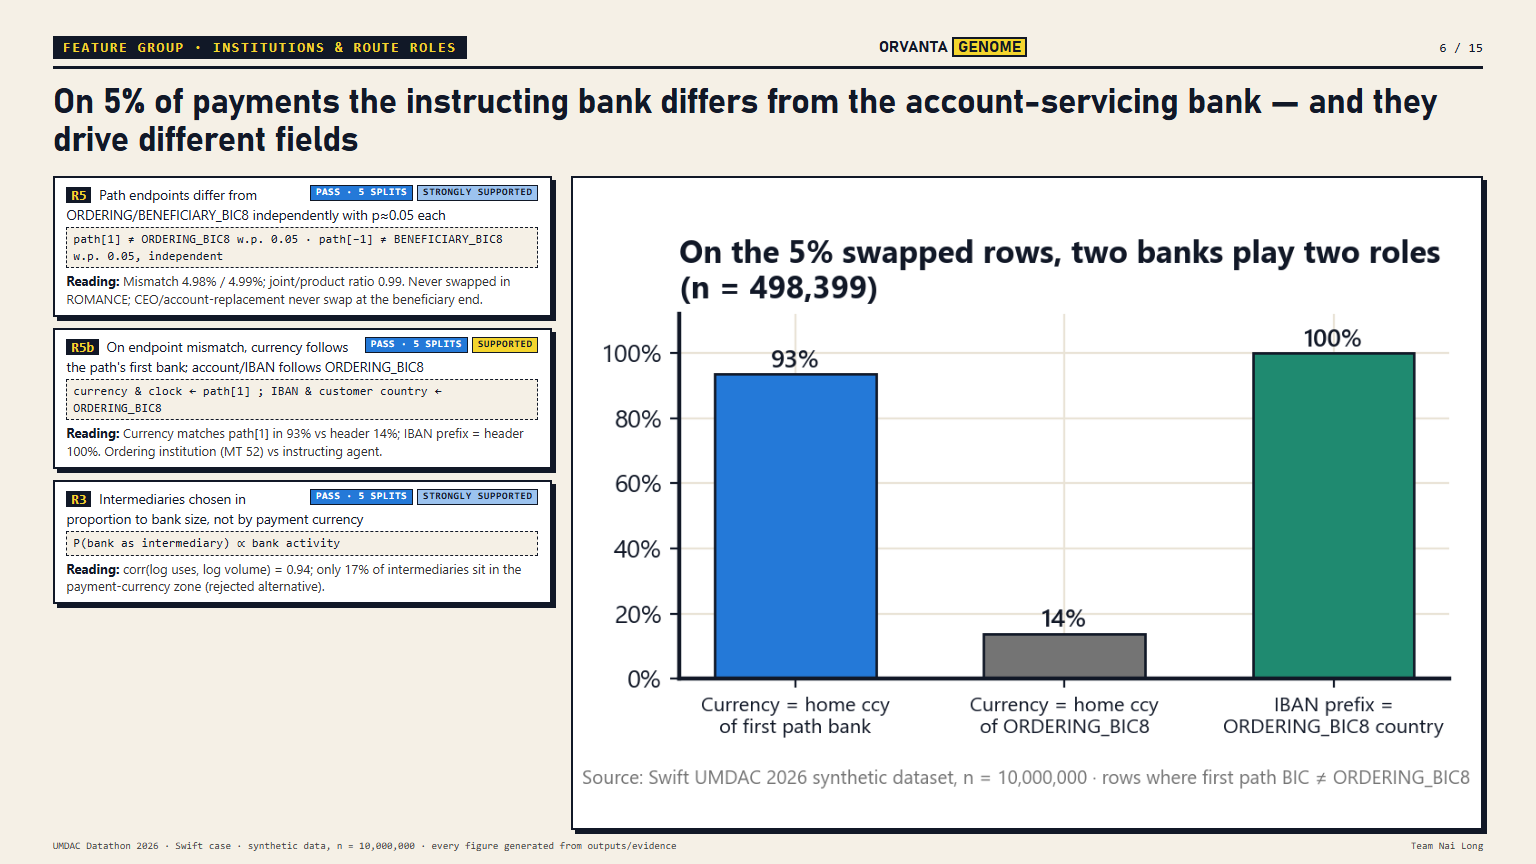 FEATURE GROUP · INSTITUTIONS & ROUTE ROLES
ORVANTA GENOME
6 / 15
On 5% of payments the instructing bank differs from the account-servicing bank — and they
drive different fields
R5 Path endpoints differ from
PASS · 5 SPLITS STRONGLY SUPPORTED
ORDERING/BENEFICIARY_BIC8 independently with p≈0.05 each
path[1] ≠ ORDERING_BIC8 w.p. 0.05 · path[−1] ≠ BENEFICIARY_BIC8
w.p. 0.05, independent
Reading: Mismatch 4.98% / 4.99%; joint/product ratio 0.99. Never swapped in
ROMANCE; CEO/account-replacement never swap at the beneficiary end.
R5b On endpoint mismatch, currency follows
PASS · 5 SPLITS SUPPORTED
the path's first bank; account/IBAN follows ORDERING_BIC8
currency & clock ← path[1] ; IBAN & customer country ←
ORDERING_BIC8
Reading: Currency matches path[1] in 93% vs header 14%; IBAN prefix = header
100%. Ordering institution (MT 52) vs instructing agent.
R3 Intermediaries chosen in
PASS · 5 SPLITS STRONGLY SUPPORTED
proportion to bank size, not by payment currency
P(bank as intermediary) ∝ bank activity
Reading: corr(log uses, log volume) = 0.94; only 17% of intermediaries sit in the
payment-currency zone (rejected alternative).
On the 5% swapped rows, two banks play two roles
(n = 498,399)
100%
80%
60%
40%
20%
0%
93%
14%
100%
Currency = home ccy
of first path bank
Currency = home ccy
of ORDERING_BIC8
IBAN prefix =
ORDERING_BIC8 country
Source: Swift UMDAC 2026 synthetic dataset, n = 10,000,000 · rows where first path BIC ≠ ORDERING_BIC8
UMDAC Datathon 2026 · Swift case · synthetic data, n = 10,000,000 · every figure generated from outputs/evidence
Team Nai Long